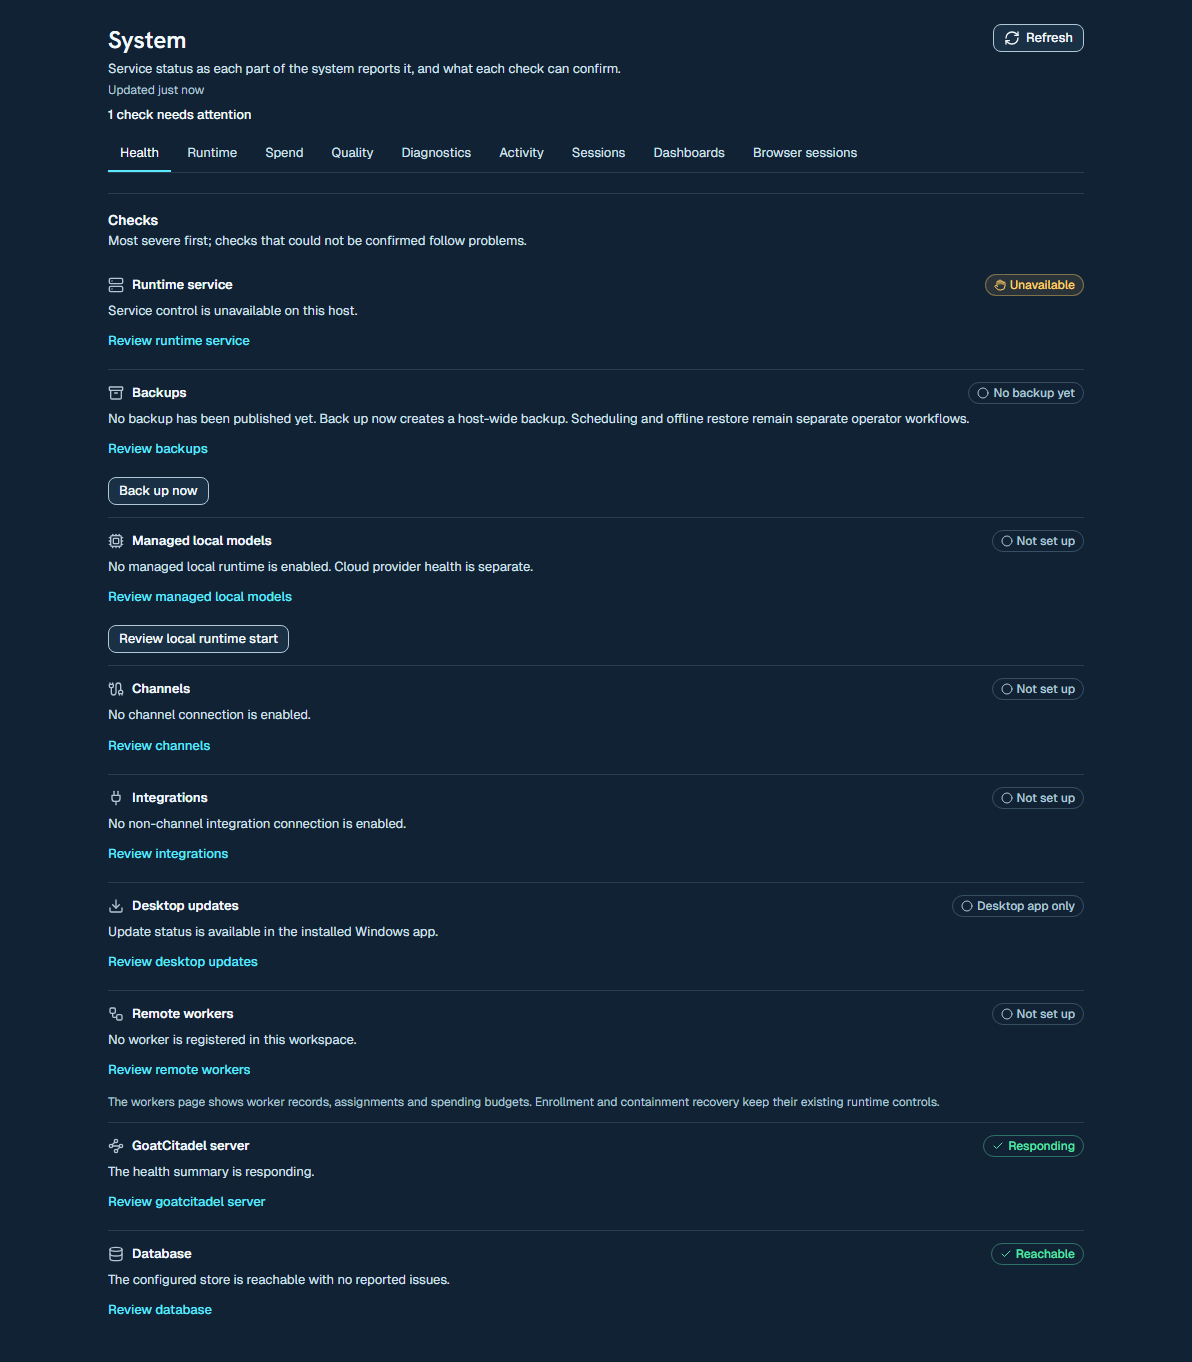 System
Refresh
Service status as each part of the system reports it, and what each check can confirm.
Updated just now
1 check needs attention
Health Runtime Spend Quality Diagnostics Activity Sessions Dashboards Browser sessions
Checks
Most severe first; checks that could not be confirmed follow problems.
Runtime service
Unavailable
Service control is unavailable on this host.
Review runtime service
Backups
No backup yet
No backup has been published yet. Back up now creates a host-wide backup. Scheduling and offline restore remain separate operator workflows.
Review backups
Back up now
Managed local models
Not set up
No managed local runtime is enabled. Cloud provider health is separate.
Review managed local models
Review local runtime start
Channels
Not set up
No channel connection is enabled.
Review channels
Integrations
Not set up
No non-channel integration connection is enabled.
Review integrations
Desktop updates
Desktop app only
Update status is available in the installed Windows app.
Review desktop updates
Remote workers
Not set up
No worker is registered in this workspace.
Review remote workers
The workers page shows worker records, assignments and spending budgets. Enrollment and containment recovery keep their existing runtime controls.
GoatCitadel server
Responding
The health summary is responding.
Review goatcitadel server
Database
Reachable
The configured store is reachable with no reported issues.
Review database